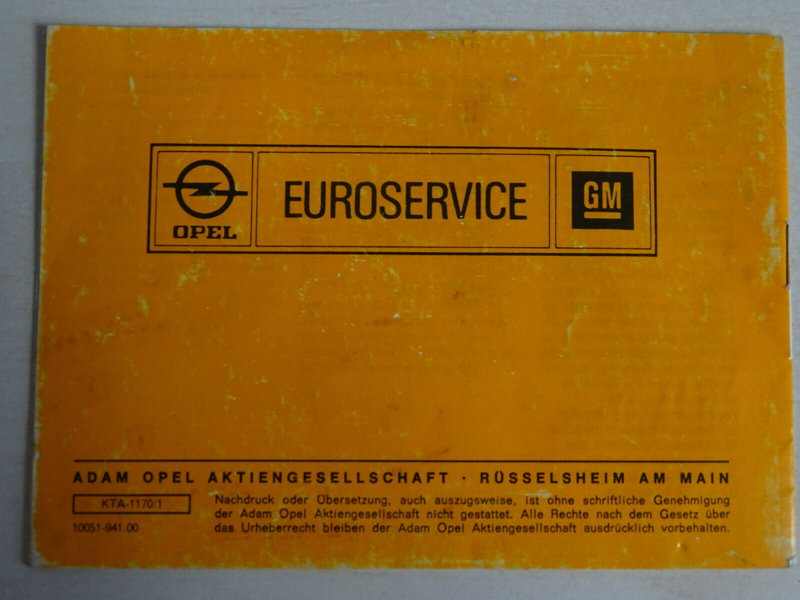 OPEL
EUROSERVICE
GM
ADAM OPEL AKTIENGESELLSCHAFT · RÜSSELSHEIM AM MAIN
KTA-1170/1
10051-941.00
Nachdruck oder Übersetzung, auch auszugsweise, ist ohne schriftliche Genehmigung
der Adam Opel Aktiengesellschaft nicht gestattet. Alle Rechte nach dem Gesetz über
das Urheberrecht bleiben der Adam Opel Aktiengesellschaft ausdrücklich vorbehalten.